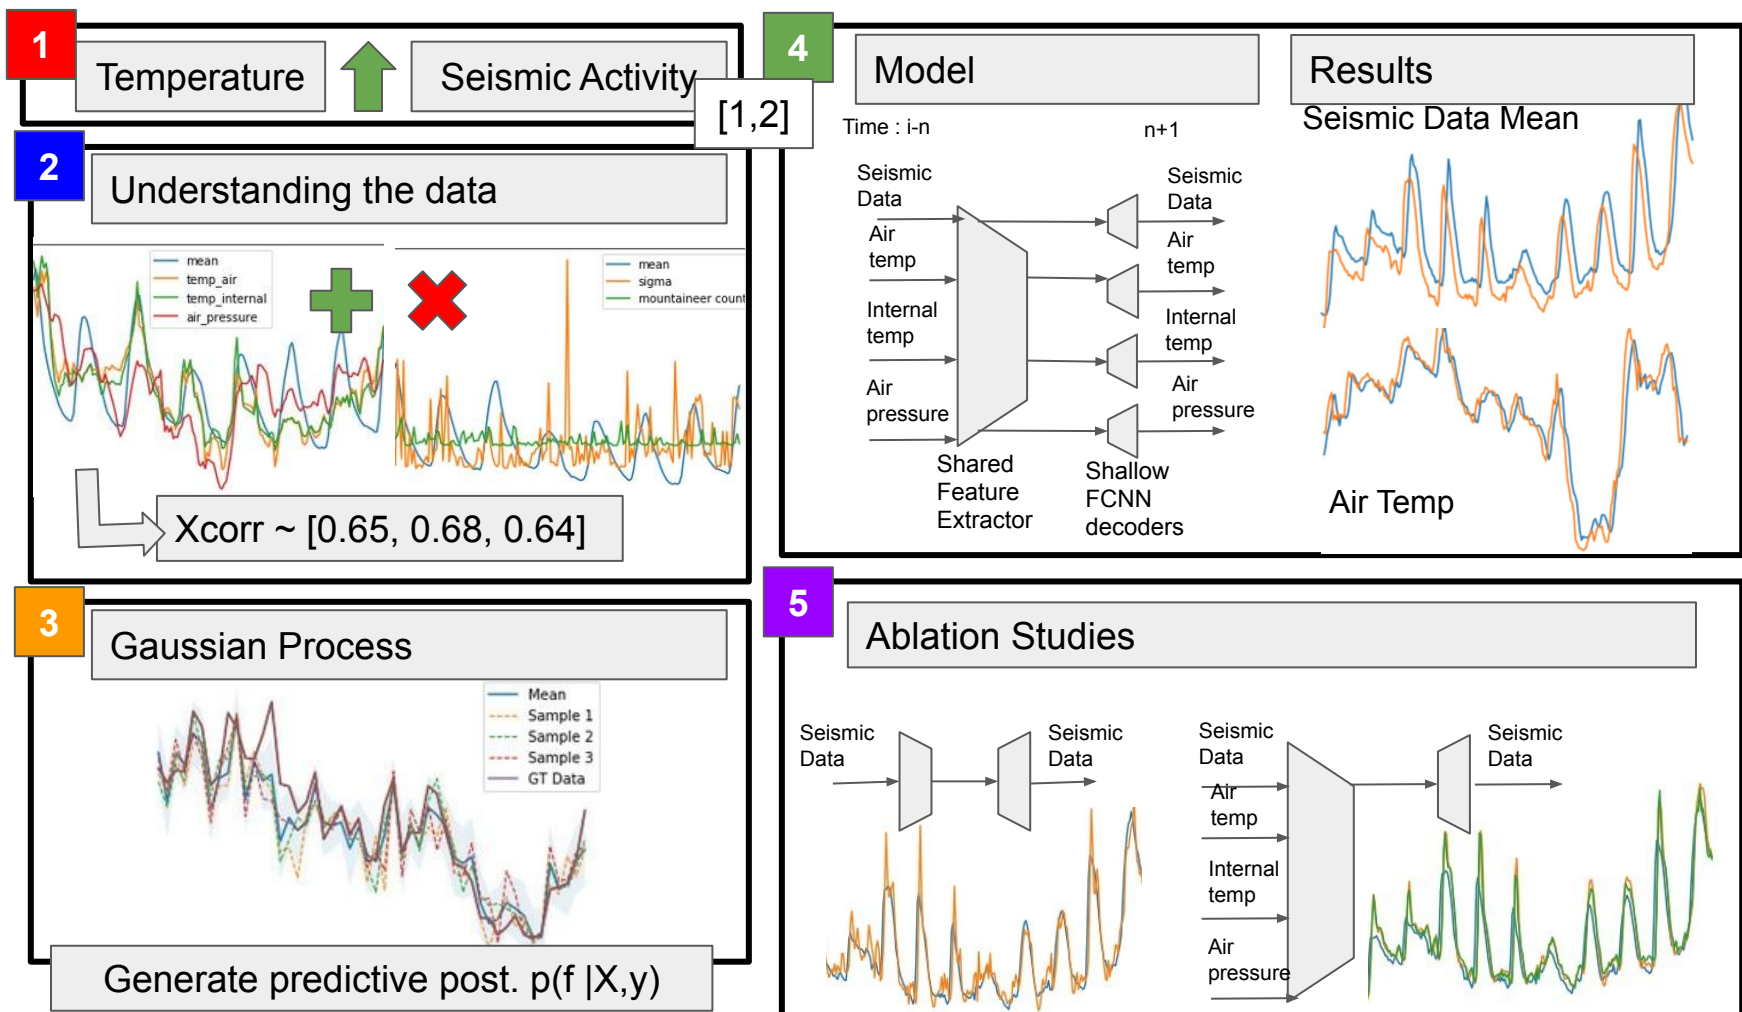 1
Temperature
Seismic Activity
[1,2]
2
Understanding the data
mean
temp_air
temp_internal
air_pressure
mean
sigma
mountaineer count
Xcorr ~ [0.65, 0.68, 0.64]
3
Gaussian Process
Mean
Sample 1
Sample 2
Sample 3
GT Data
Generate predictive post. p(f |X,y)
4
Model
Time : i-n
n+1
Seismic
Data
Air
temp
Internal
temp
Air
pressure
Shared
Feature
Extractor
Shallow
FCNN
decoders
Seismic
Data
Air
temp
Internal
temp
Air
pressure
Results
Seismic Data Mean
Air Temp
5
Ablation Studies
Seismic
Data
Seismic
Data
Seismic
Data
Air
temp
Internal
temp
Air
pressure
Seismic
Data